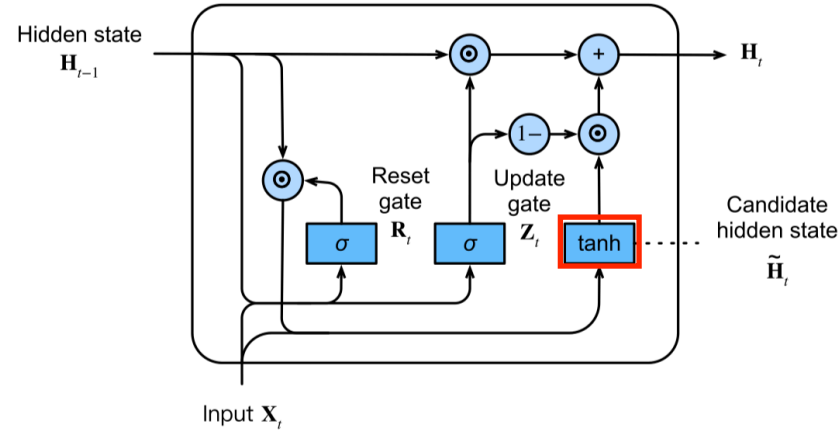 Hidden state
H_{t−1}
H_t
+
1−
Reset
gate
R_t
Update
gate
Z_t
σ
σ
tanh
Candidate
hidden state
H̃_t
Input X_t